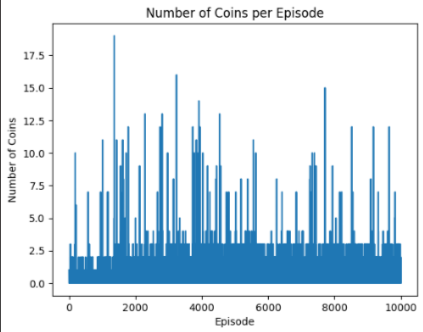 Number of Coins per Episode
17.5
15.0
12.5
10.0
7.5
5.0
2.5
0.0
Number of Coins
0 2000 4000 6000 8000 10000
Episode